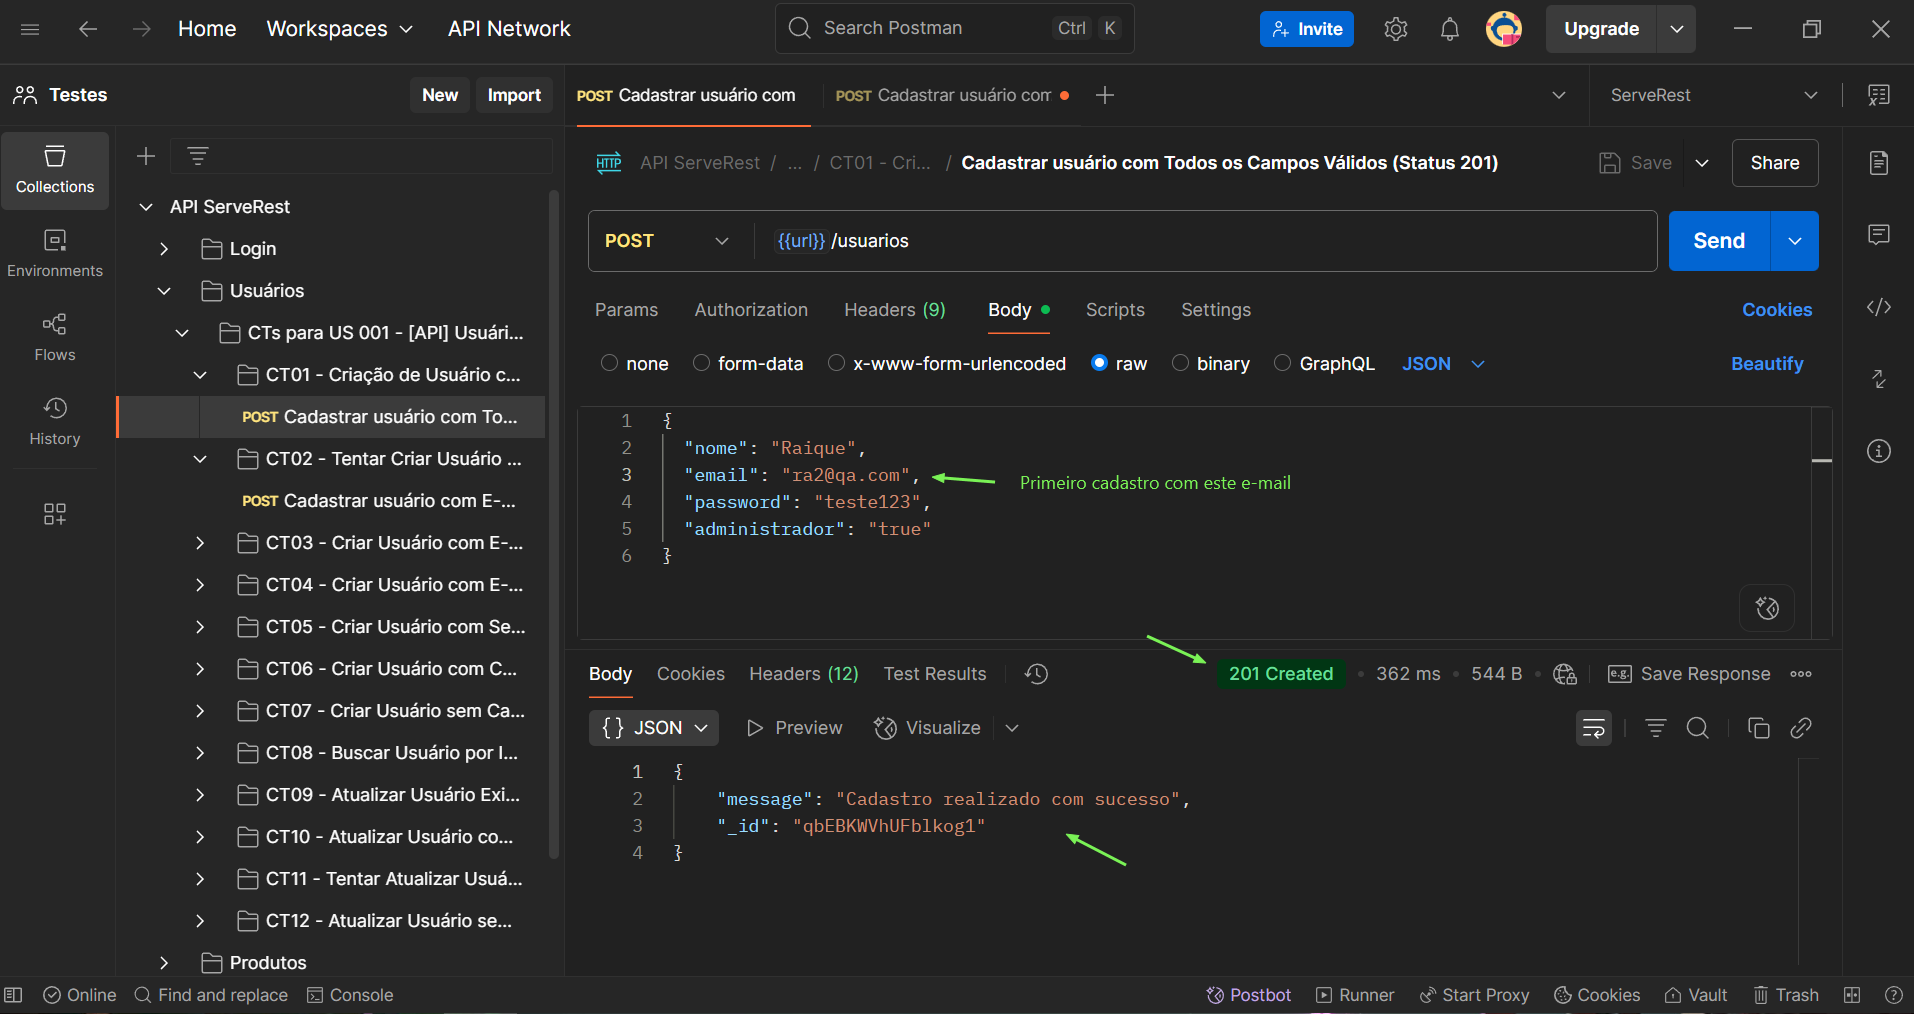 Home Workspaces API Network Search Postman Ctrl K Invite Upgrade
Testes New Import
POST Cadastrar usuário com POST Cadastrar usuário com ServeRest
Collections
Environments
Flows
History
API ServeRest
Login
Usuários
CTs para US 001 - [API] Usuári...
CT01 - Criação de Usuário c...
POST Cadastrar usuário com To...
CT02 - Tentar Criar Usuário ...
POST Cadastrar usuário com E-...
CT03 - Criar Usuário com E-...
CT04 - Criar Usuário com E-...
CT05 - Criar Usuário com Se...
CT06 - Criar Usuário com C...
CT07 - Criar Usuário sem Ca...
CT08 - Buscar Usuário por I...
CT09 - Atualizar Usuário Exi...
CT10 - Atualizar Usuário co...
CT11 - Tentar Atualizar Usuá...
CT12 - Atualizar Usuário se...
Produtos
HTTP API ServeRest / ... / CT01 - Cri... / Cadastrar usuário com Todos os Campos Válidos (Status 201) Save Share
POST {{url}} /usuarios Send
Params Authorization Headers (9) Body Scripts Settings Cookies
none form-data x-www-form-urlencoded raw binary GraphQL JSON Beautify
1 {
2 "nome": "Raique",
3 "email": "ra2@qa.com", Primeiro cadastro com este e-mail
4 "password": "teste123",
5 "administrador": "true"
6 }
Body Cookies Headers (12) Test Results 201 Created • 362 ms • 544 B • e.g. Save Response
{} JSON Preview Visualize
1 {
2 "message": "Cadastro realizado com sucesso",
3 "_id": "qbEBKWVhUFblkog1"
4 }
Online Find and replace Console Postbot Runner Start Proxy Cookies Vault Trash